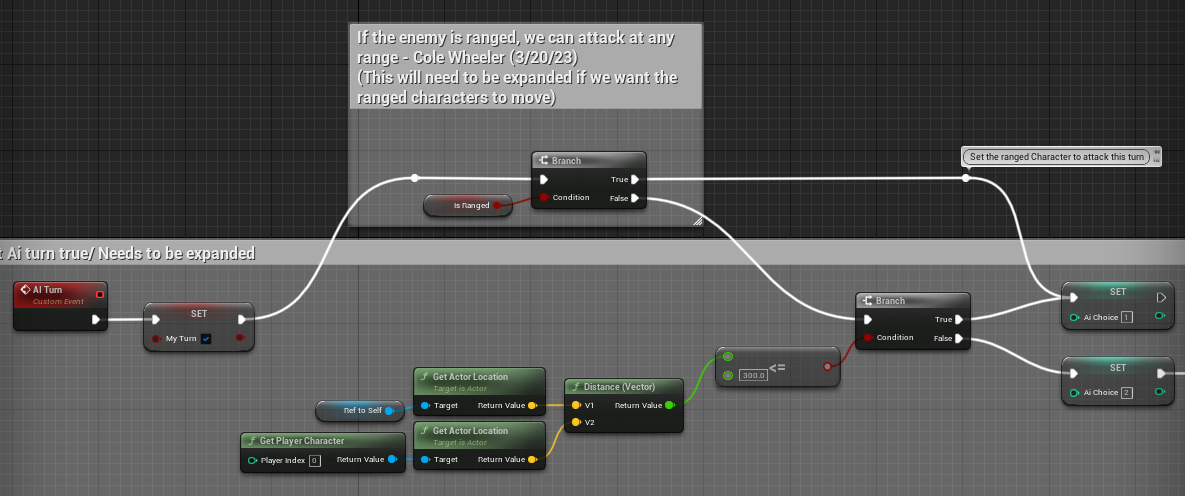 If the enemy is ranged, we can attack at any
range - Cole Wheeler (3/20/23)
(This will need to be expanded if we want the
ranged characters to move)
Branch
True
Condition
False
Is Ranged
Set the ranged Character to attack this turn
Ai turn true/ Needs to be expanded
AI Turn
Custom Event
SET
My Turn
Branch
True
Condition
False
SET
Ai Choice 1
SET
Ai Choice 2
300.0 <=
Get Actor Location
Target is Actor
Target Return Value
Ref to Self
Distance (Vector)
V1 Return Value
V2
Get Actor Location
Target is Actor
Target Return Value
Get Player Character
Player Index 0 Return Value